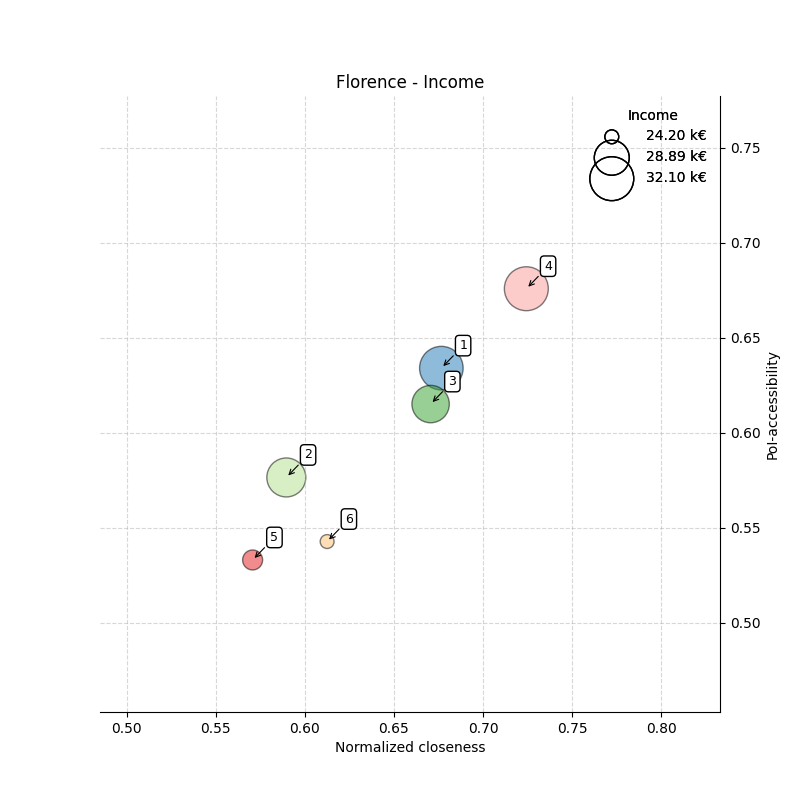 Florence - Income
Income
24.20 k€
28.89 k€
32.10 k€
0.75
0.70
0.65
0.60
0.55
0.50
PoI-accessibility
4
1
3
2
6
5
0.50 0.55 0.60 0.65 0.70 0.75 0.80
Normalized closeness